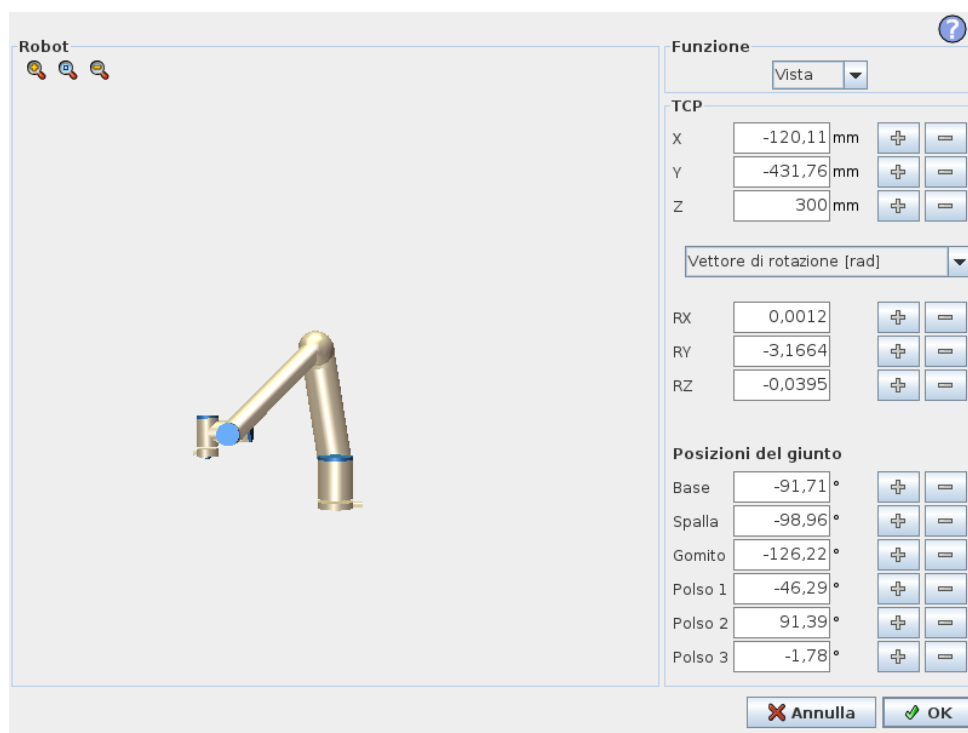 Robot
Funzione
Vista
TCP
X -120,11 mm
Y -431,76 mm
Z 300 mm
Vettore di rotazione [rad]
RX 0,0012
RY -3,1664
RZ -0,0395
Posizioni del giunto
Base -91,71 °
Spalla -98,96 °
Gomito -126,22 °
Polso 1 -46,29 °
Polso 2 91,39 °
Polso 3 -1,78 °
Annulla OK